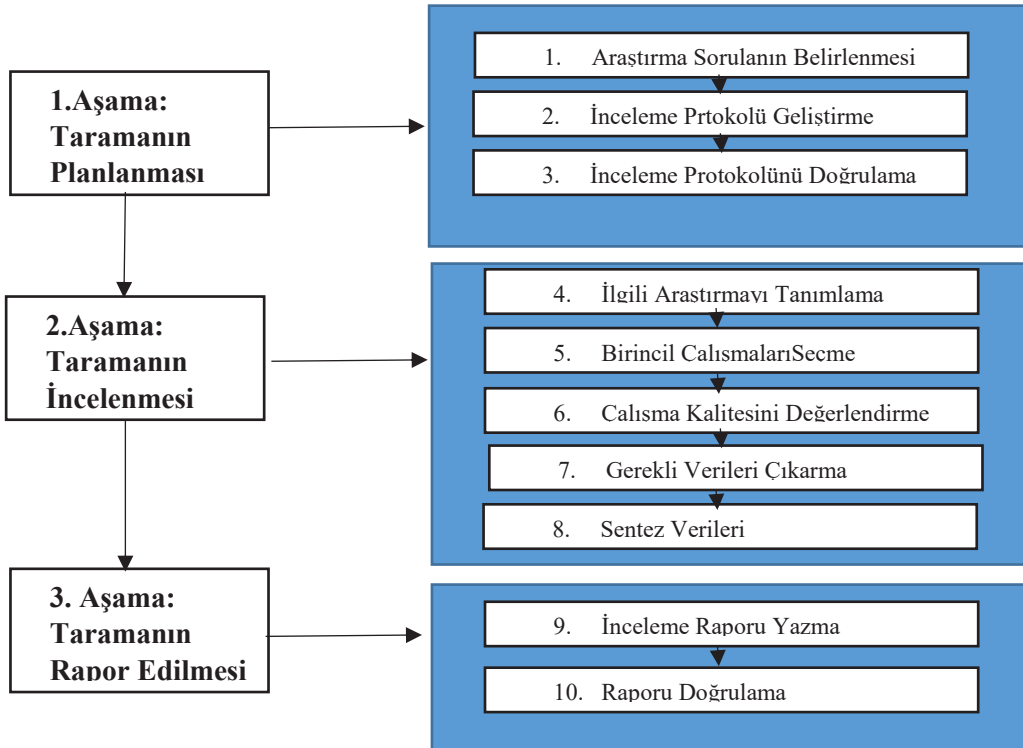 1.Aşama:
Taramanın
Planlanması
1. Araştırma Sorulanın Belirlenmesi
2. İnceleme Prtokolü Geliştirme
3. İnceleme Protokolünü Doğrulama
2.Aşama:
Taramanın
İncelenmesi
4. İlgili Araştırmayı Tanımlama
5. Birincil CalışmalarıSecme
6. Calışma Kalitesini Değerlendirme
7. Gerekli Verileri Çıkarma
8. Sentez Verileri
3. Aşama:
Taramanın
Rapor Edilmesi
9. İnceleme Raporu Yazma
10. Raporu Doğrulama